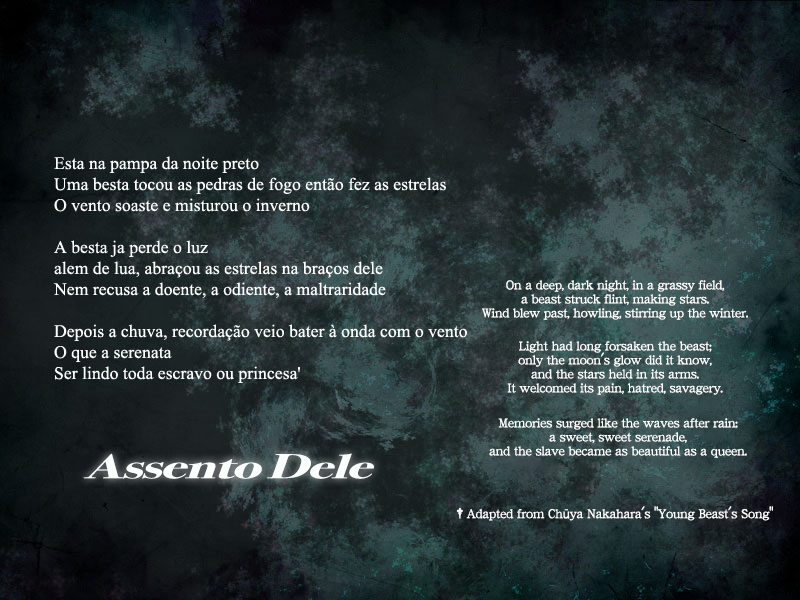 Esta na pampa da noite preto
Uma besta tocou as pedras de fogo então fez as estrelas
O vento soaste e misturou o inverno
A besta ja perde o luz
alem de lua, abraçou as estrelas na braços dele
Nem recusa a doente, a odiente, a maltraridade
Depois a chuva, recordação veio bater à onda com o vento
O que a serenata
Ser lindo toda escravo ou princesa'
Assento Dele
On a deep, dark night, in a grassy field,
a beast struck flint, making stars.
Wind blew past, howling, stirring up the winter.
Light had long forsaken the beast;
only the moon's glow did it know,
and the stars held in its arms.
It welcomed its pain, hatred, savagery.
Memories surged like the waves after rain:
a sweet, sweet serenade,
and the slave became as beautiful as a queen.
✝ Adapted from Chūya Nakahara's "Young Beast's Song"